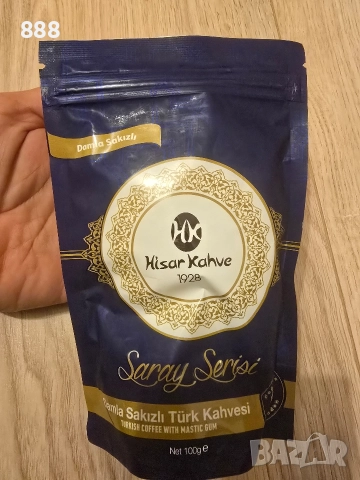 888
Damla Sakızlı
HK
Hisar Kahve
1928
Saray Serisi
Damla Sakızlı Türk Kahvesi
TURKISH COFFEE WITH MASTIC GUM
Net 100g e
BAZAR